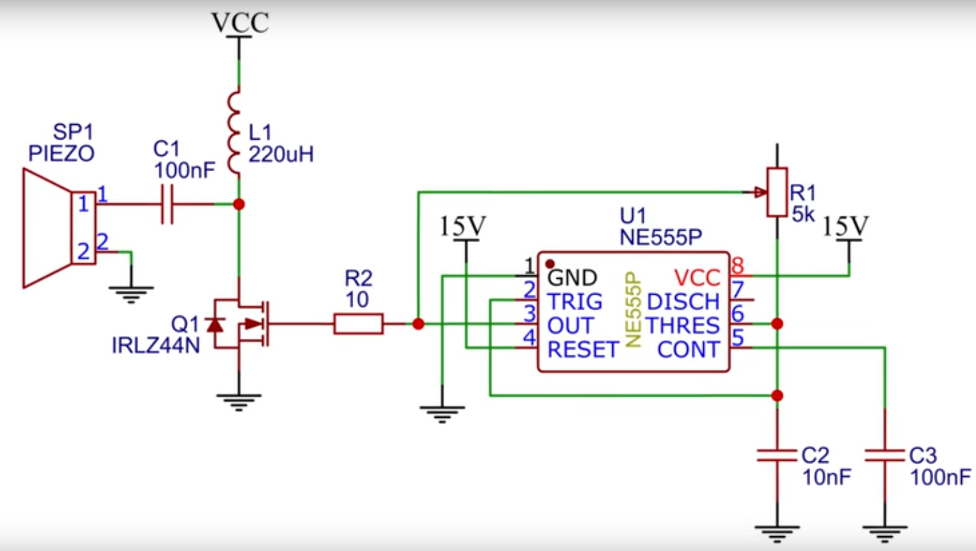 VCC
SP1
PIEZO
C1
100nF
L1
220uH
1
1
2
2
R1
5k
15V
U1
NE555P
15V
1
GND
VCC
8
2
TRIG
DISCH
7
3
OUT
THRES
6
4
RESET
CONT
5
NE555P
R2
10
Q1
IRLZ44N
C2
10nF
C3
100nF